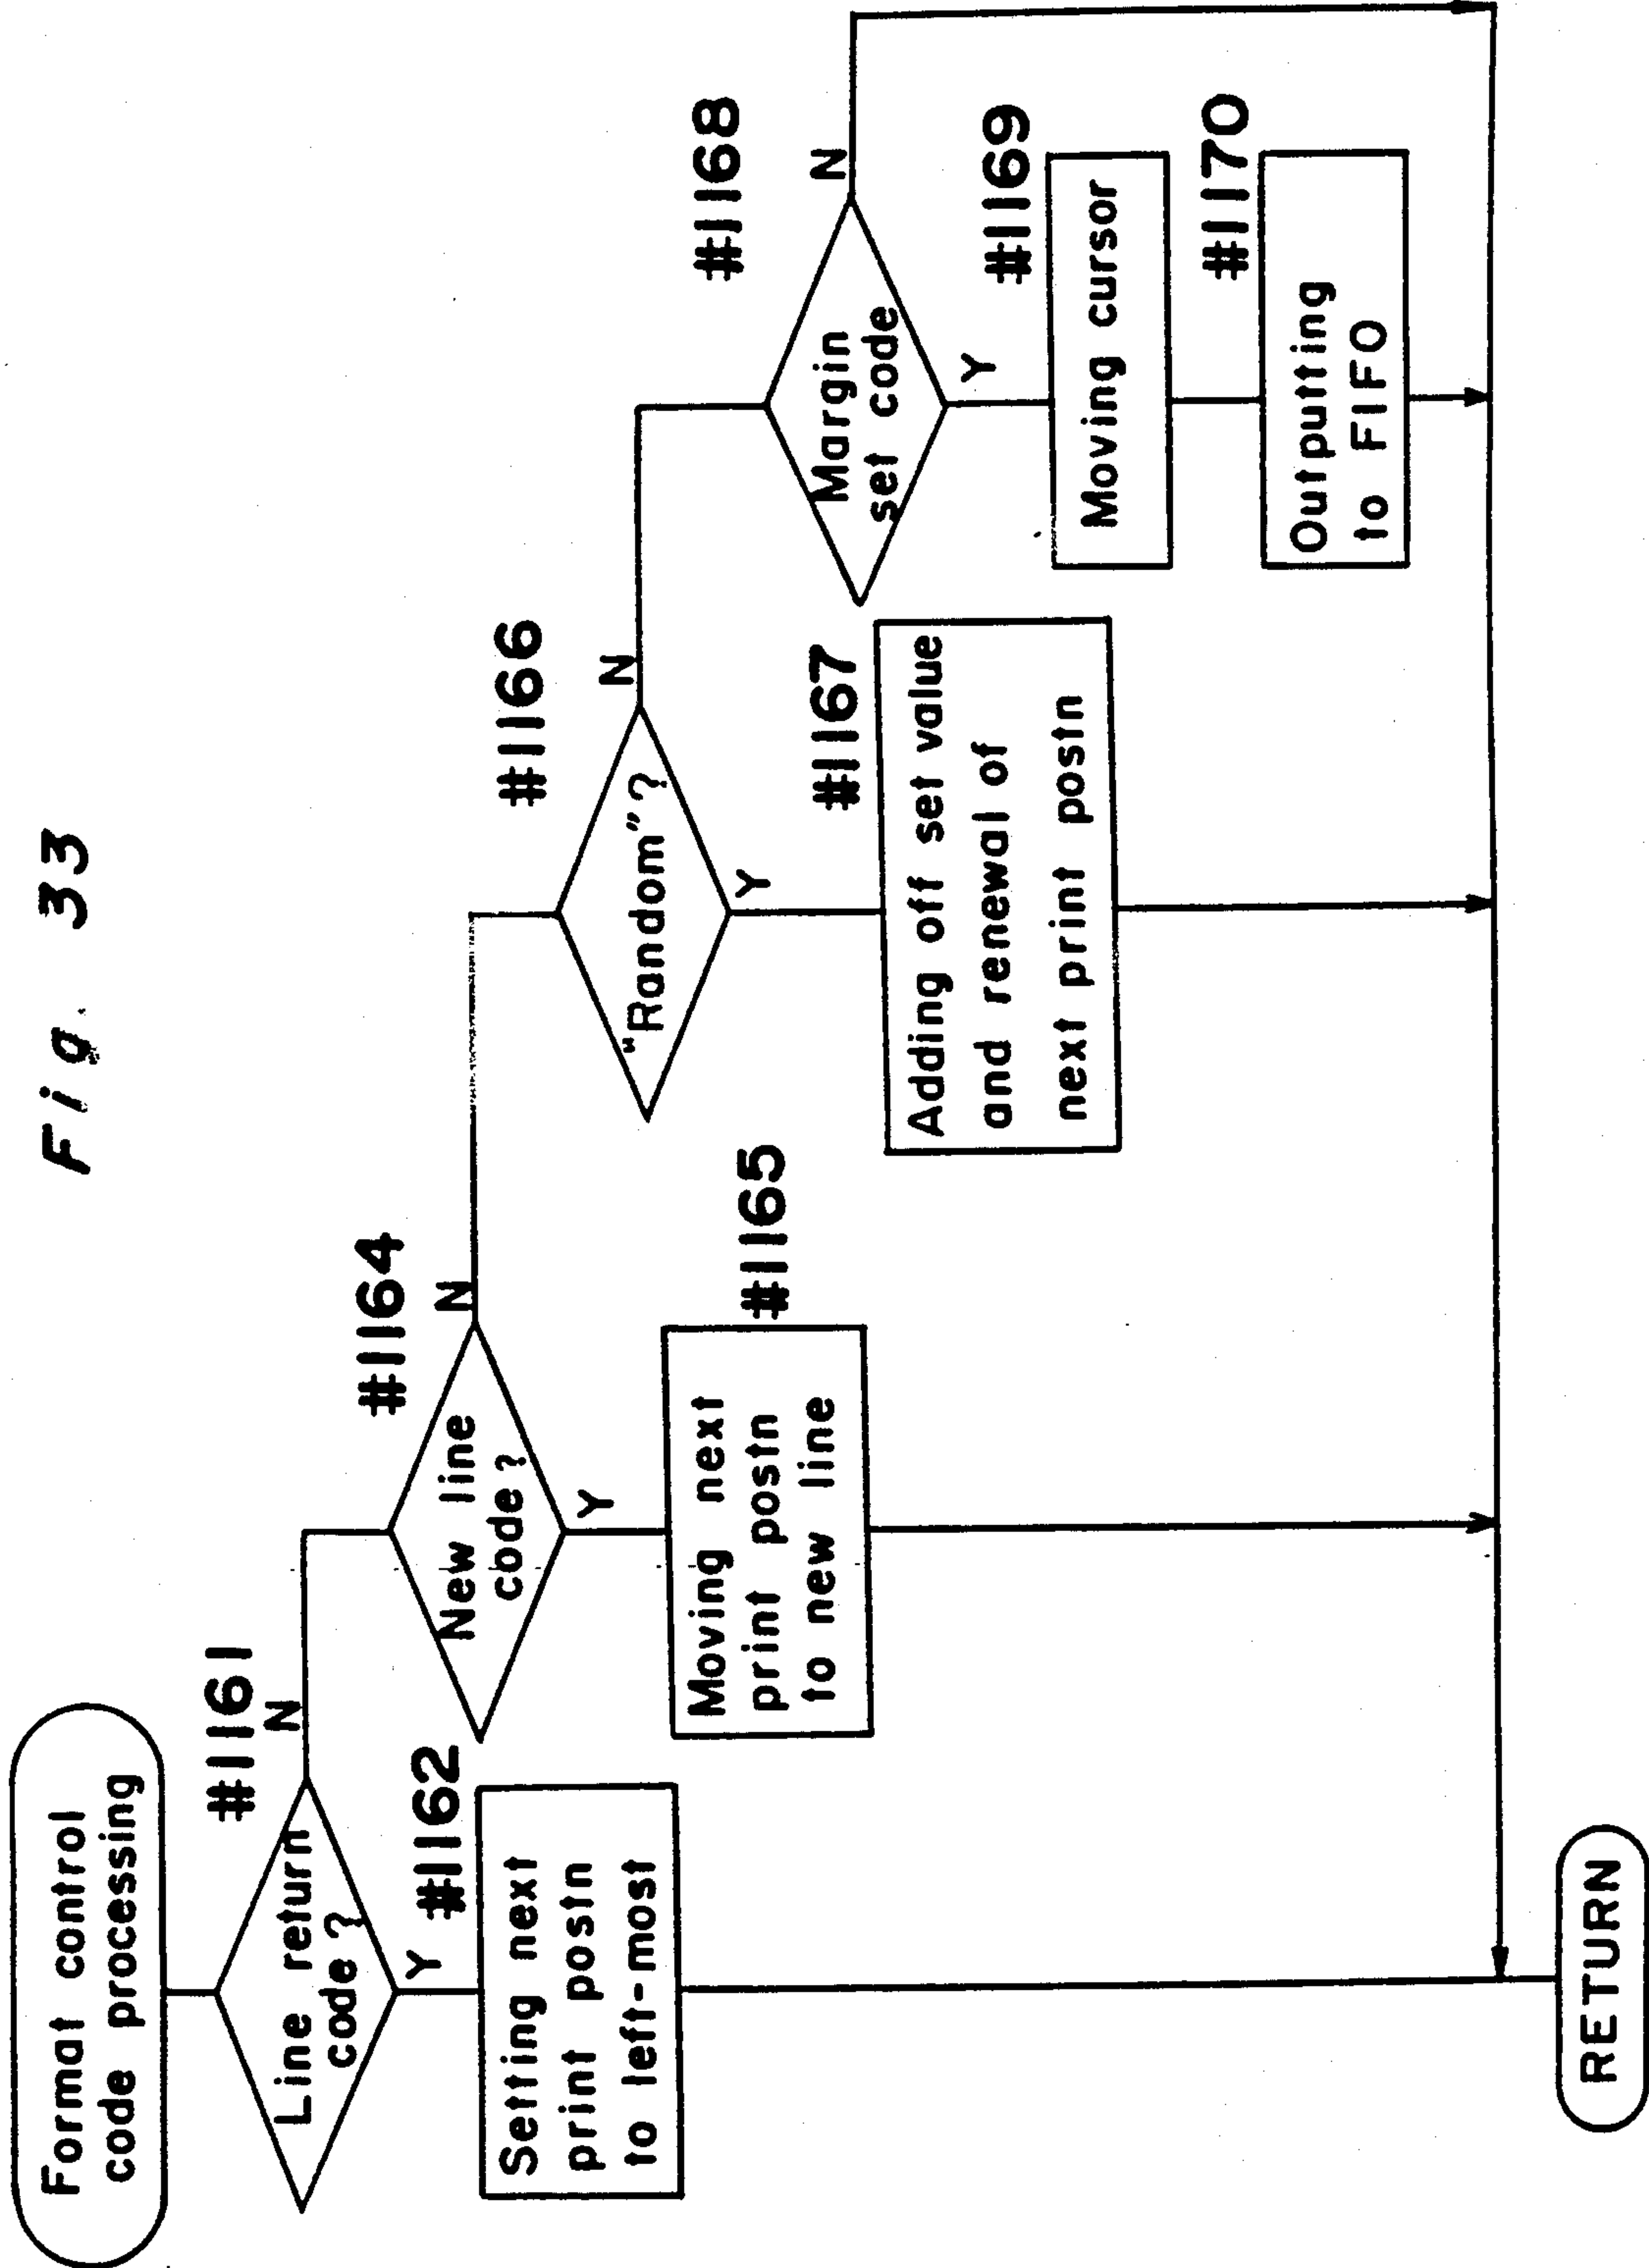 Fig. 33
Format control
code processing
#1161
Line return
code?
N
Y
#1162
Setting next
print postn
to left-most
#1164
New line
code?
N
Y
#1165
Moving next
print postn
to new line
#1166
"Random"?
N
Y
#1167
Adding off set value
and renewal of
next print postn
#1168
Margin
set code
N
Y
#1169
Moving cursor
#1170
Outputting
to FIFO
RETURN